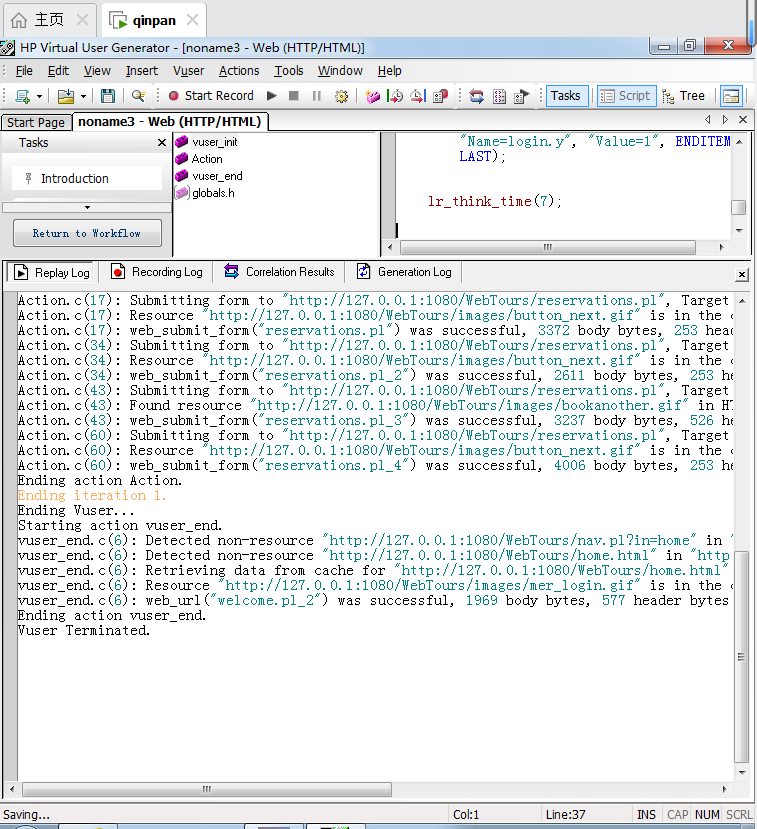 主页
qinpan
HP Virtual User Generator - [noname3 - Web (HTTP/HTML)]
File Edit View Insert Vuser Actions Tools Window Help
Start Record Tasks Script Tree
Start Page noname3 - Web (HTTP/HTML)
Tasks
Introduction
Return to Workflow
vuser_init
Action
vuser_end
globals.h
"Name=login.y", "Value=1", ENDITEM
LAST);
lr_think_time(7);
Replay Log Recording Log Correlation Results Generation Log
Action.c(17): Submitting form to "http://127.0.0.1:1080/WebTours/reservations.pl", Target
Action.c(17): Resource "http://127.0.0.1:1080/WebTours/images/button_next.gif" is in the c
Action.c(17): web_submit_form("reservations.pl") was successful, 3372 body bytes, 253 head
Action.c(34): Submitting form to "http://127.0.0.1:1080/WebTours/reservations.pl", Target
Action.c(34): Resource "http://127.0.0.1:1080/WebTours/images/button_next.gif" is in the c
Action.c(34): web_submit_form("reservations.pl_2") was successful, 2611 body bytes, 253 he
Action.c(43): Submitting form to "http://127.0.0.1:1080/WebTours/reservations.pl", Target
Action.c(43): Found resource "http://127.0.0.1:1080/WebTours/images/bookanother.gif" in HT
Action.c(43): web_submit_form("reservations.pl_3") was successful, 3237 body bytes, 526 he
Action.c(60): Submitting form to "http://127.0.0.1:1080/WebTours/reservations.pl", Target
Action.c(60): Resource "http://127.0.0.1:1080/WebTours/images/button_next.gif" is in the c
Action.c(60): web_submit_form("reservations.pl_4") was successful, 4006 body bytes, 253 he
Ending action Action.
Ending iteration 1.
Ending Vuser...
Starting action vuser_end.
vuser_end.c(6): Detected non-resource "http://127.0.0.1:1080/WebTours/nav.pl?in=home" in "
vuser_end.c(6): Detected non-resource "http://127.0.0.1:1080/WebTours/home.html" in "http
vuser_end.c(6): Retrieving data from cache for "http://127.0.0.1:1080/WebTours/home.html"
vuser_end.c(6): Resource "http://127.0.0.1:1080/WebTours/images/mer_login.gif" is in the c
vuser_end.c(6): web_url("welcome.pl_2") was successful, 1969 body bytes, 577 header bytes
Ending action vuser_end.
Vuser Terminated.
Saving... Col:1 Line:37 INS CAP NUM SCRL